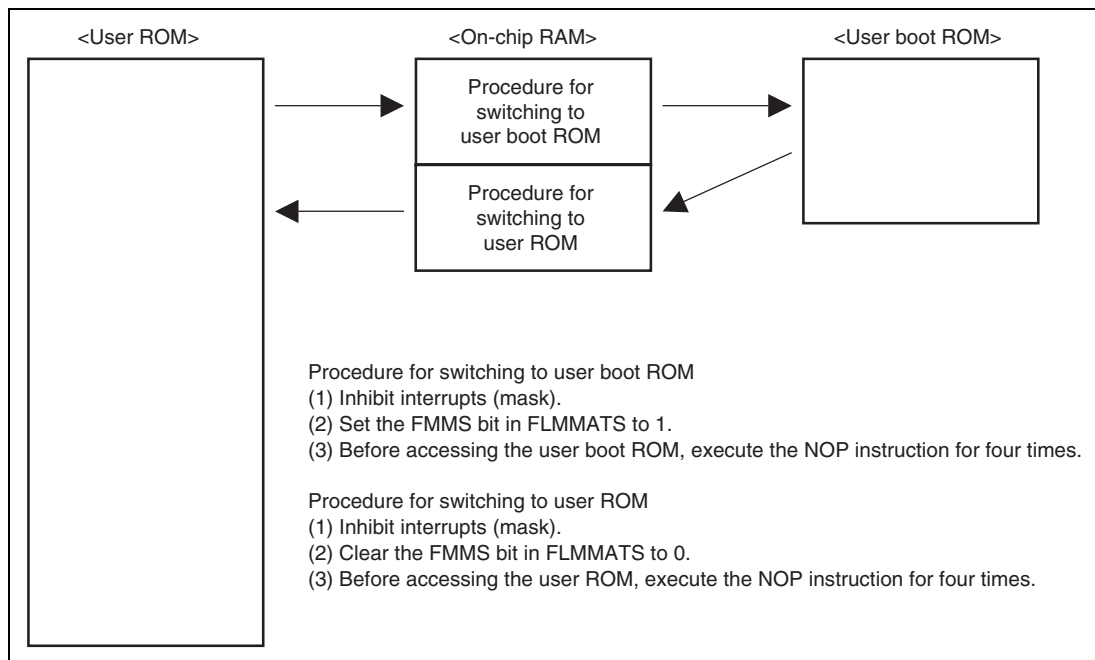 <User ROM>
<On-chip RAM>
<User boot ROM>
Procedure for
switching to
user boot ROM
Procedure for
switching to
user ROM
Procedure for switching to user boot ROM
(1) Inhibit interrupts (mask).
(2) Set the FMMS bit in FLMMATS to 1.
(3) Before accessing the user boot ROM, execute the NOP instruction for four times.
Procedure for switching to user ROM
(1) Inhibit interrupts (mask).
(2) Clear the FMMS bit in FLMMATS to 0.
(3) Before accessing the user ROM, execute the NOP instruction for four times.